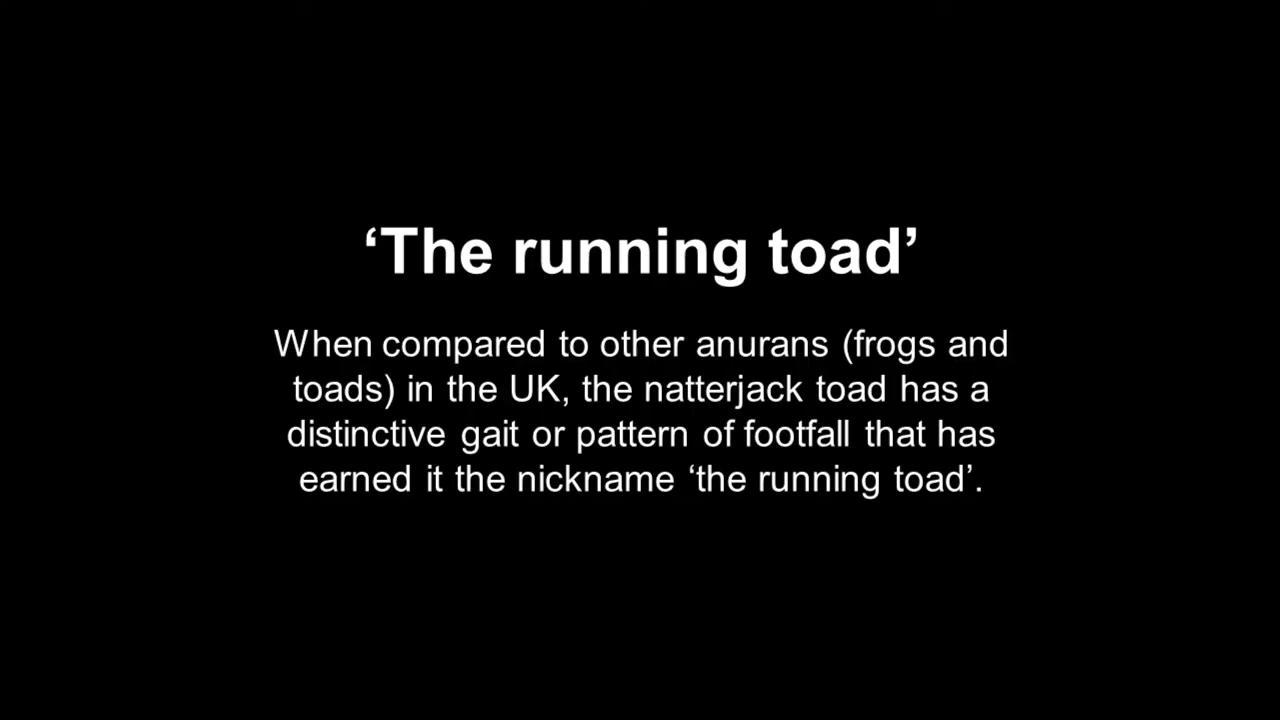 ‘The running toad’
When compared to other anurans (frogs and
toads) in the UK, the natterjack toad has a
distinctive gait or pattern of footfall that has
earned it the nickname ‘the running toad’.